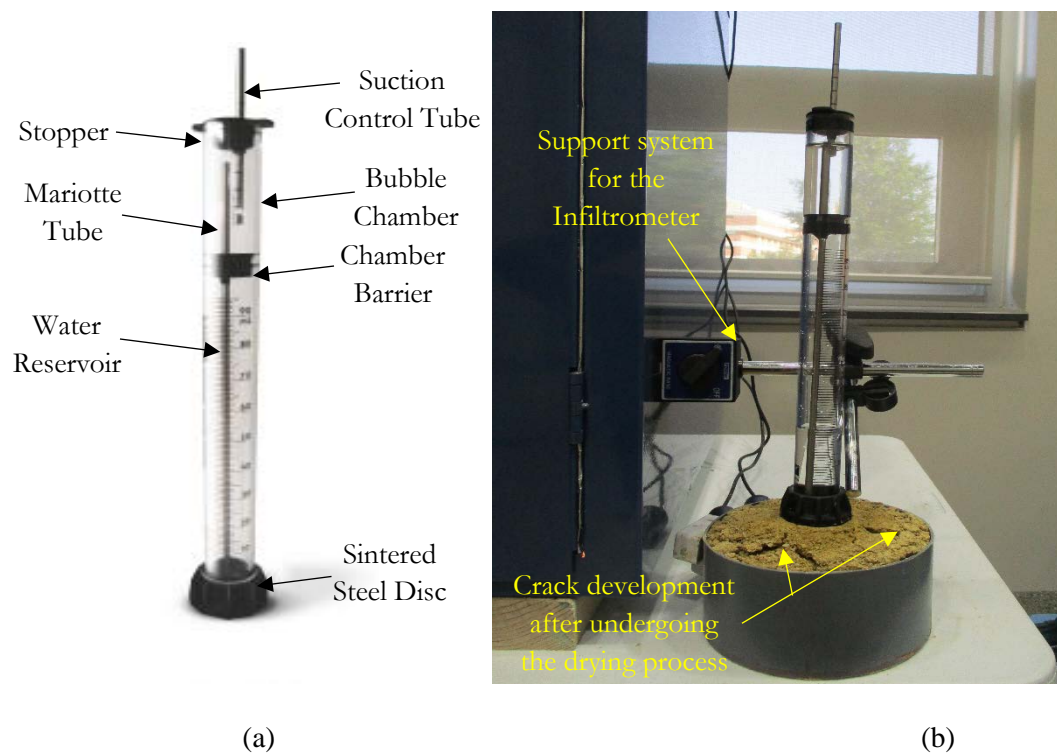 Suction
Control Tube
Stopper
Mariotte
Tube
Bubble
Chamber
Chamber
Barrier
Water
Reservoir
Sintered
Steel Disc
Support system
for the
Infiltrometer
Crack development
after undergoing
the drying process
(a)
(b)